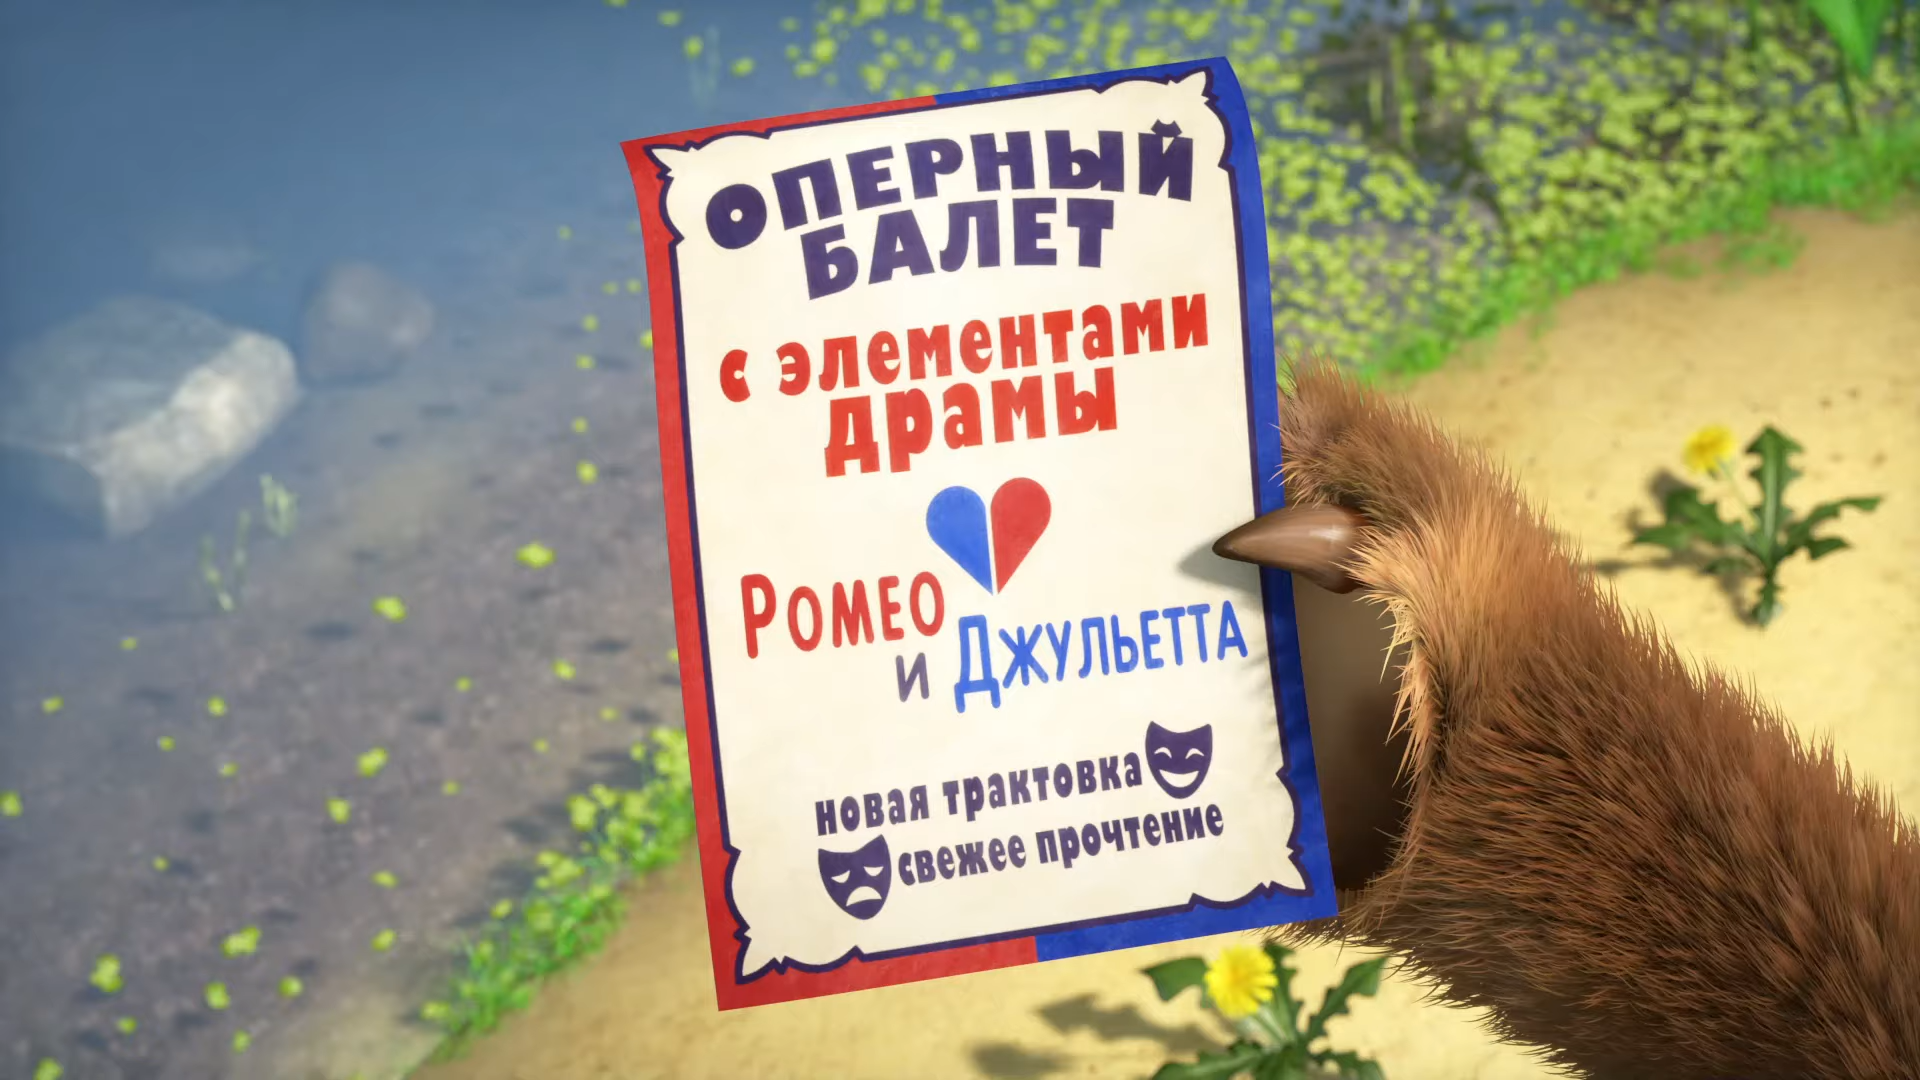 ОПЕРНЫЙ
БАЛЕТ
с элементами
драмы
Ромео
и Джульетта
новая трактовка
свежее прочтение